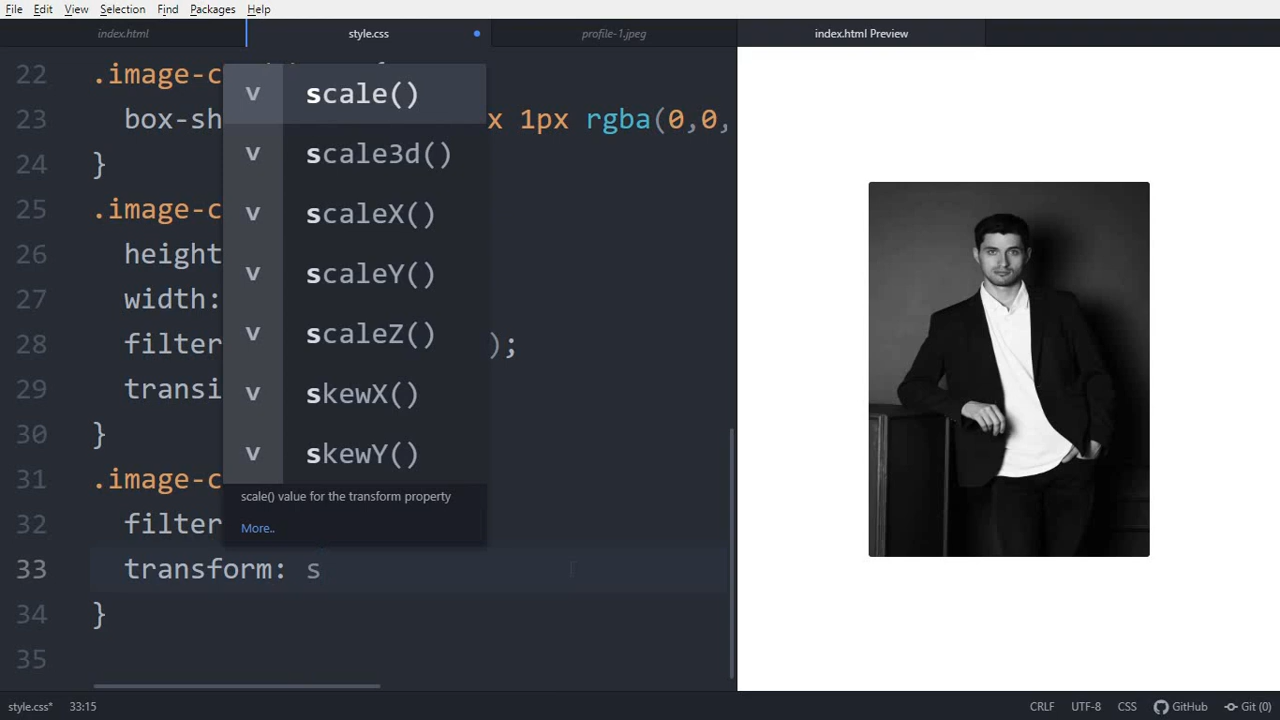 File Edit View Selection Find Packages Help
index.html style.css profile-1.jpeg index.html Preview
22 .image-c
23 box-sh x 1px rgba(0,0,
24 }
25 .image-c
26 height
27 width:
28 filter );
29 transi
30 }
31 .image-c
32 filter
33 transform: s
34 }
35
v scale()
v scale3d()
v scaleX()
v scaleY()
v scaleZ()
v skewX()
v skewY()
scale() value for the transform property
More..
style.css* 33:15 CRLF UTF-8 CSS GitHub Git (0)